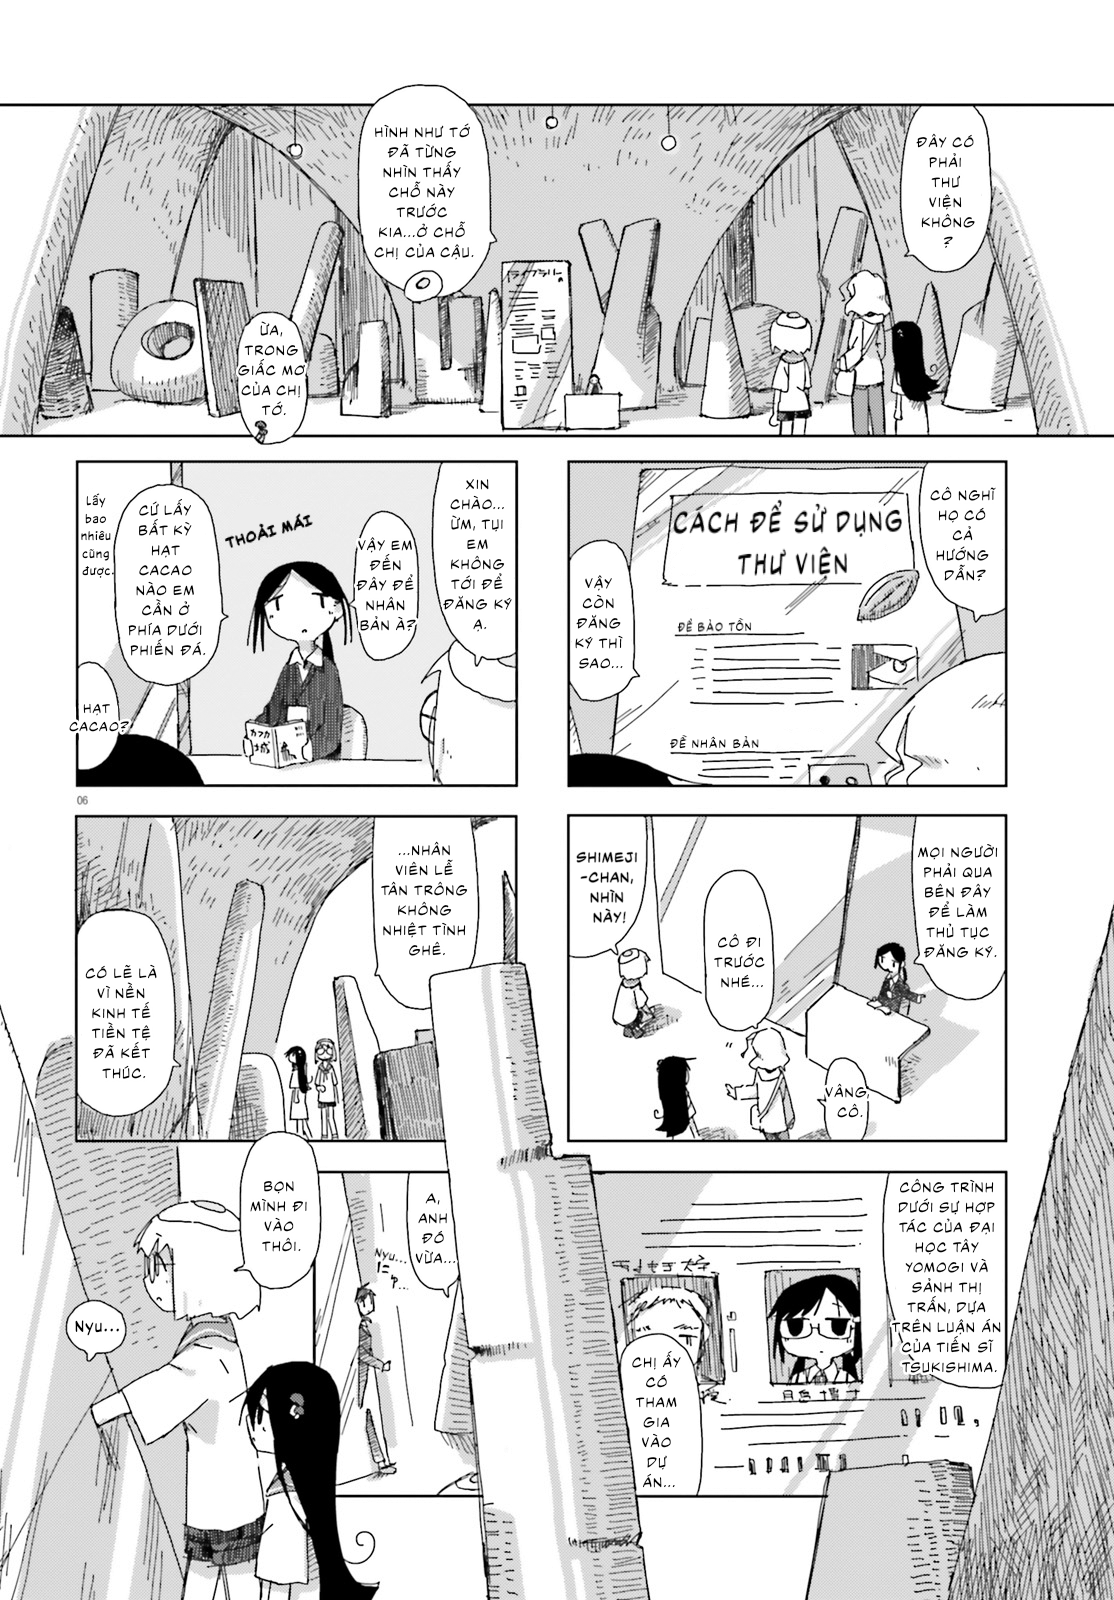 ĐÂY CÓ
PHẢI
THƯ
VIỆN
KHÔNG
?
HÌNH NHƯ TỚ
ĐÃ TỪNG
NHÌN THẤY
CHỖ NÀY
TRƯỚC
KIA...Ở CHỖ
CHỊ CỦA CẬU.
ỪA,
TRONG
GIẤC MƠ
CỦA CHỊ
TỚ.
ライブラリー
CÔ NGHĨ
HỌ CÓ
CẢ
HƯỚNG
DẪN?
CÁCH ĐỂ SỬ DỤNG
THƯ VIỆN
ĐỂ BẢO TỒN
ĐỂ NHÂN BẢN
VẬY
CÒN
ĐĂNG
KÝ THÌ
SAO...
XIN
CHÀO...
ỪM, TỤI
EM
KHÔNG
TỚI ĐỂ
ĐĂNG KÝ
Ạ.
VẬY EM
ĐẾN
ĐÂY ĐỂ
NHÂN
BẢN À?
THOẢI MÁI
CỨ LẤY
BẤT KỲ
HẠT
CACAO
NÀO EM
CẦN Ở
PHÍA DƯỚI
PHIẾN ĐÁ.
Lấy
bao
nhiêu
cũng
được.
HẠT
CACAO?
カフカ
06
MỌI NGƯỜI
PHẢI QUA
BÊN ĐÂY
ĐỂ LÀM
THỦ TỤC
ĐĂNG KÝ.
CÔ ĐI
TRƯỚC
NHÉ...
VÂNG,
CÔ.
SHIMEJI
-CHAN,
NHÌN
NÀY!
...NHÂN
VIÊN LỄ
TÂN TRÔNG
KHÔNG
NHIỆT TÌNH
GHÊ.
CÓ LẼ LÀ
VÌ NỀN
KINH TẾ
TIỀN TỆ
ĐÃ KẾT
THÚC.
CÔNG TRÌNH
DƯỚI SỰ HỢP
TÁC CỦA ĐẠI
HỌC TÂY
YOMOGI VÀ
SẢNH THỊ
TRẤN, DỰA
TRÊN LUẬN ÁN
CỦA TIẾN SĨ
TSUKISHIMA.
CHỊ ẤY
CÓ
THAM
GIA
VÀO
DỰ
ÁN...
A,
ANH
ĐÓ
VỪA...
Nyu...
BỌN
MÌNH ĐI
VÀO
THÔI.
Nyu...